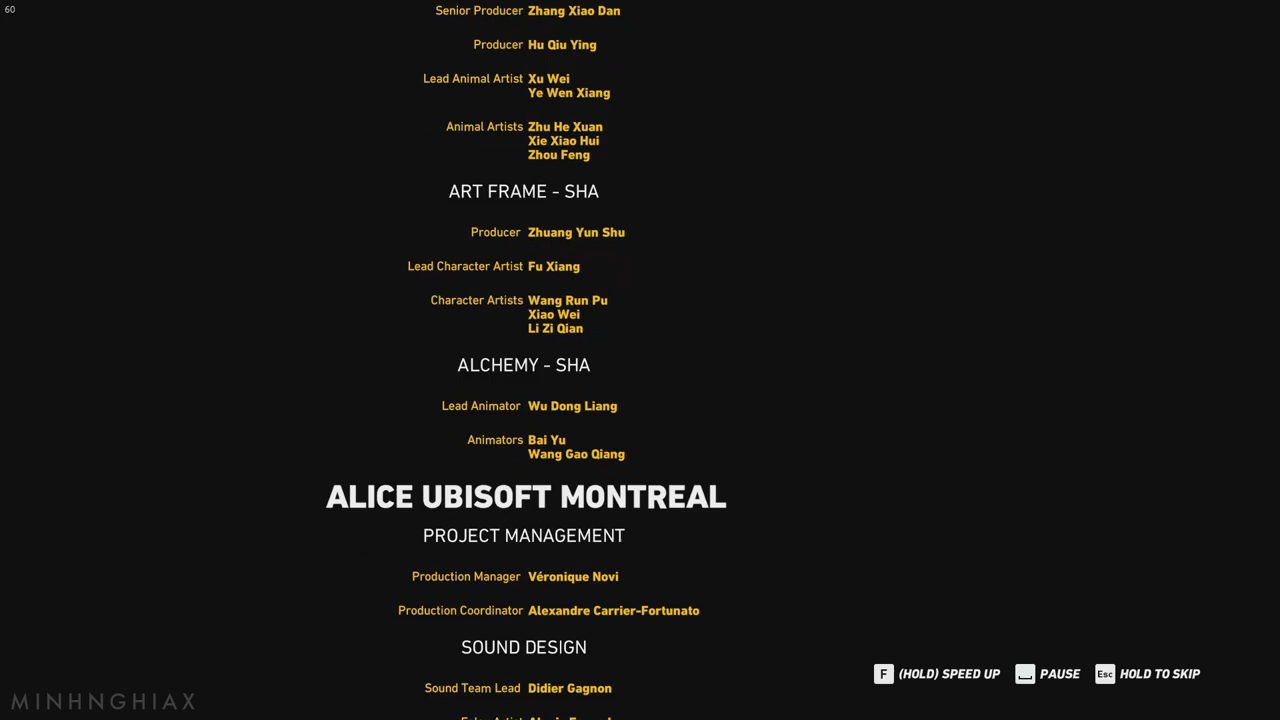 60
Senior Producer Zhang Xiao Dan
Producer Hu Qiu Ying
Lead Animal Artist Xu Wei
Ye Wen Xiang
Animal Artists Zhu He Xuan
Xie Xiao Hui
Zhou Feng
ART FRAME - SHA
Producer Zhuang Yun Shu
Lead Character Artist Fu Xiang
Character Artists Wang Run Pu
Xiao Wei
Li Zi Qian
ALCHEMY - SHA
Lead Animator Wu Dong Liang
Animators Bai Yu
Wang Gao Qiang
ALICE UBISOFT MONTREAL
PROJECT MANAGEMENT
Production Manager Véronique Novi
Production Coordinator Alexandre Carrier-Fortunato
SOUND DESIGN
F (HOLD) SPEED UP PAUSE Esc HOLD TO SKIP
Sound Team Lead Didier Gagnon
MINHNGHIAX